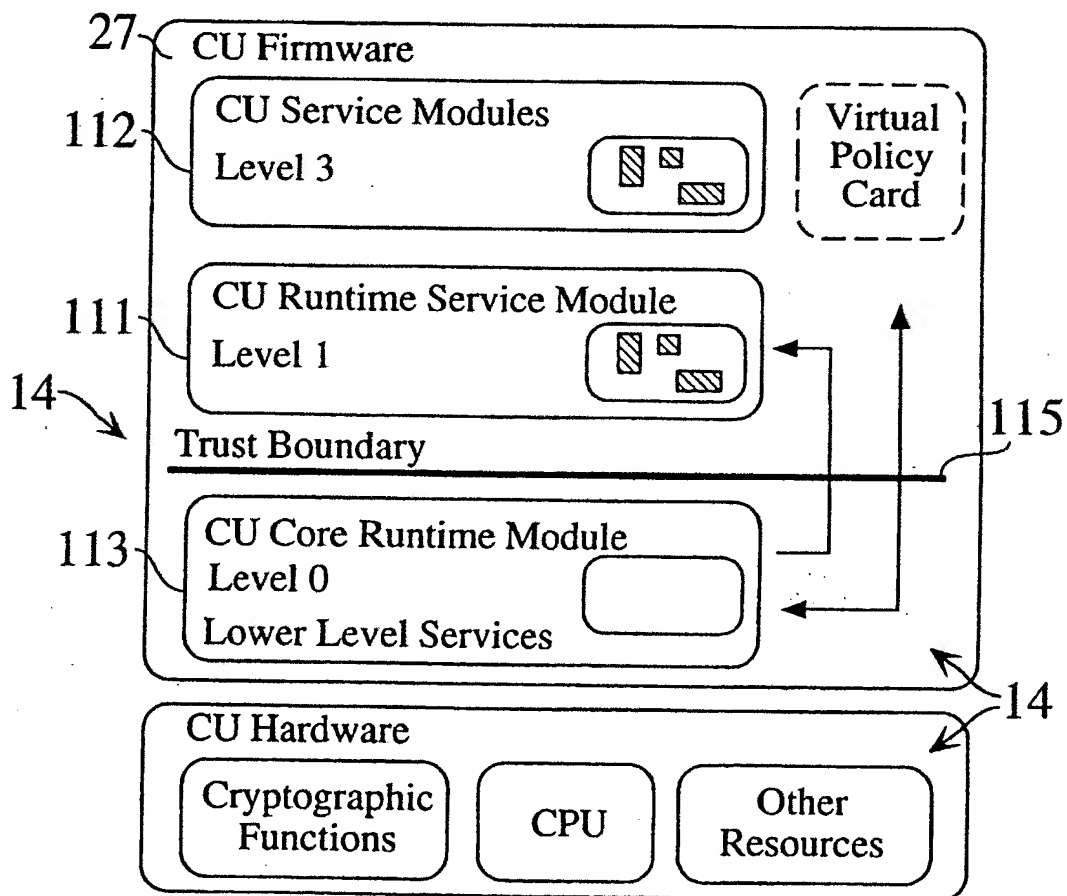 27
CU Firmware
112
CU Service Modules
Level 3
Virtual
Policy
Card
111
CU Runtime Service Module
Level 1
14
Trust Boundary
115
113
CU Core Runtime Module
Level 0
Lower Level Services
14
CU Hardware
Cryptographic
Functions
CPU
Other
Resources